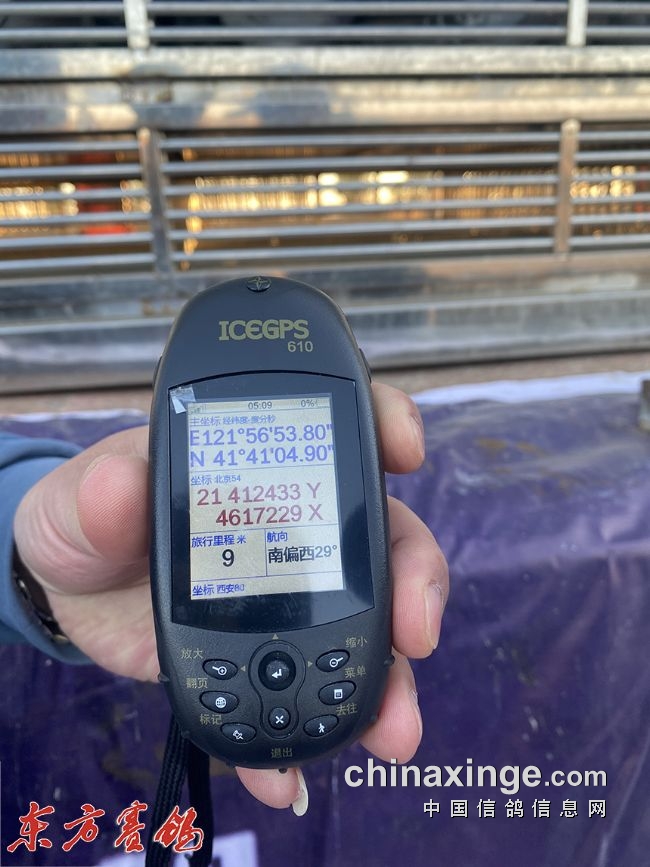 ICEGPS
610
05:09 0%
主坐标 经纬度-度分秒
E121°56'53.80"
N 41°41'04.90"
坐标 北京54
21 412433 Y
4617229 X
旅行里程 米
9
航向
南偏西29°
坐标 西安80
放大
缩小
翻页
菜单
标记
去往
退出
chinaxinge.com
中国信鸽信息网
东方赛鸽